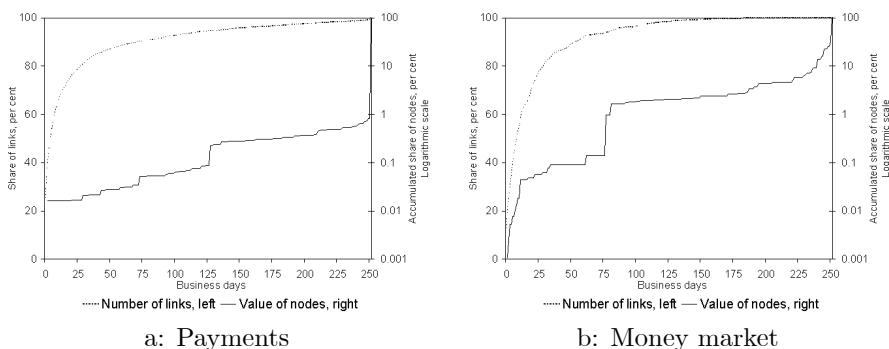 100
80
60
40
20
0
Share of links, per cent
100
10
1
0.1
0.01
0.001
Accumulated share of nodes, per cent
Logarithmic scale
0 25 50 75 100 125 150 175 200 225 250
Business days
Number of links, left Value of nodes, right
a: Payments
100
80
60
40
20
0
Share of links, per cent
100
10
1
0.1
0.01
0.001
Accumulated share of nodes, per cent
Logarithmic scale
0 25 50 75 100 125 150 175 200 225 250
Business days
Number of links, left Value of nodes, right
b: Money market